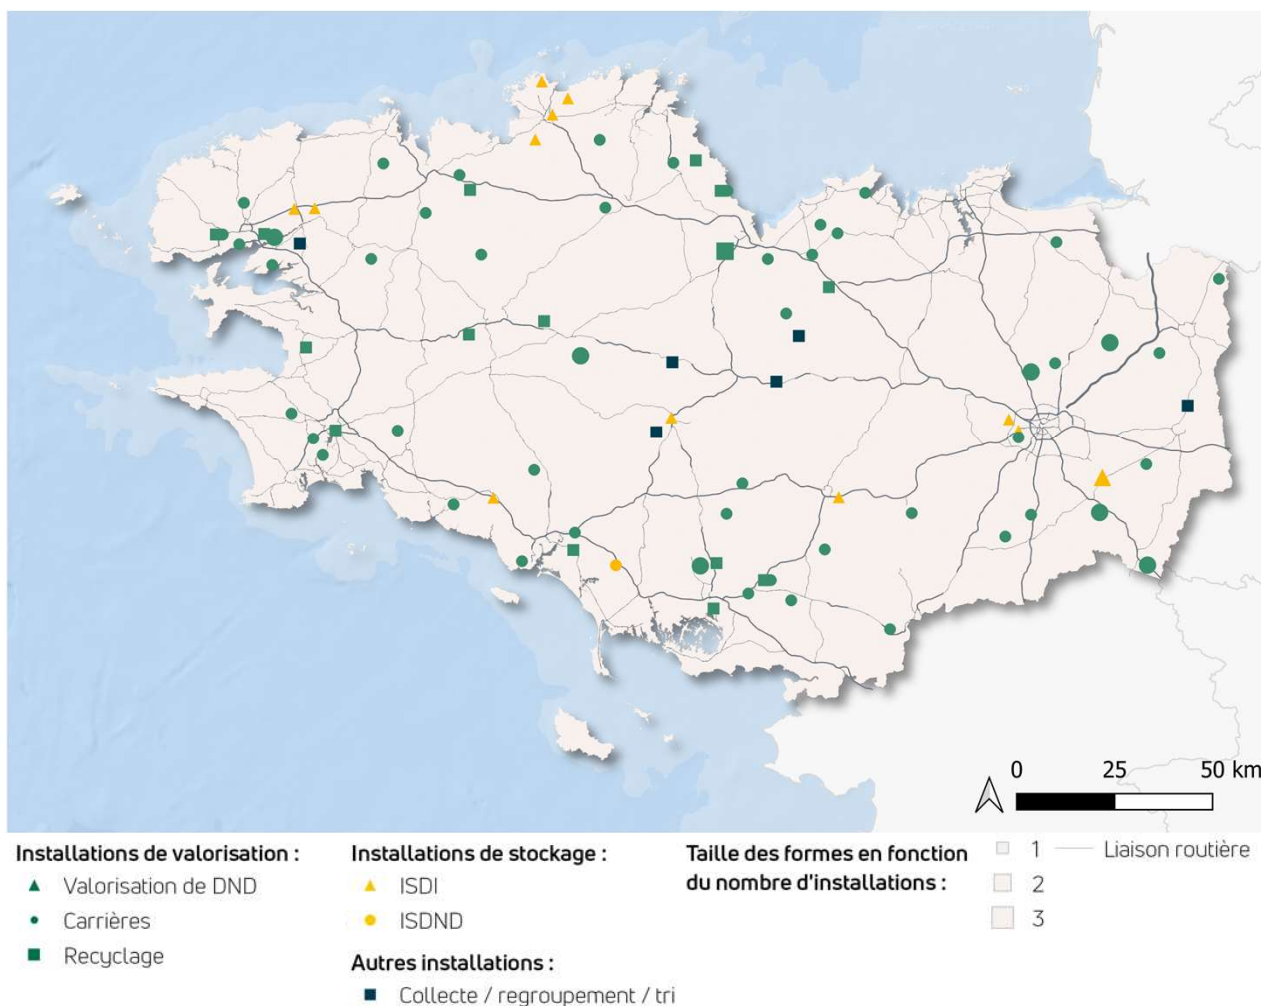 0 25 50 km
Installations de valorisation :
Valorisation de DND
Carrières
Recyclage
Installations de stockage :
ISDI
ISDND
Autres installations :
Collecte / regroupement / tri
Taille des formes en fonction
du nombre d'installations :
1
2
3
Liaison routière